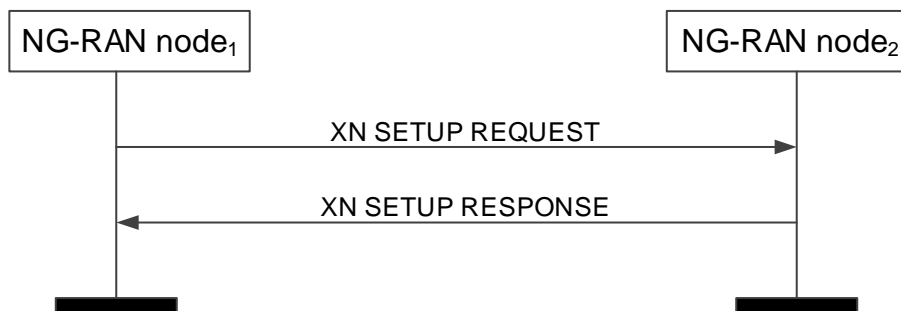 NG-RAN node₁
NG-RAN node₂
XN SETUP REQUEST
XN SETUP RESPONSE